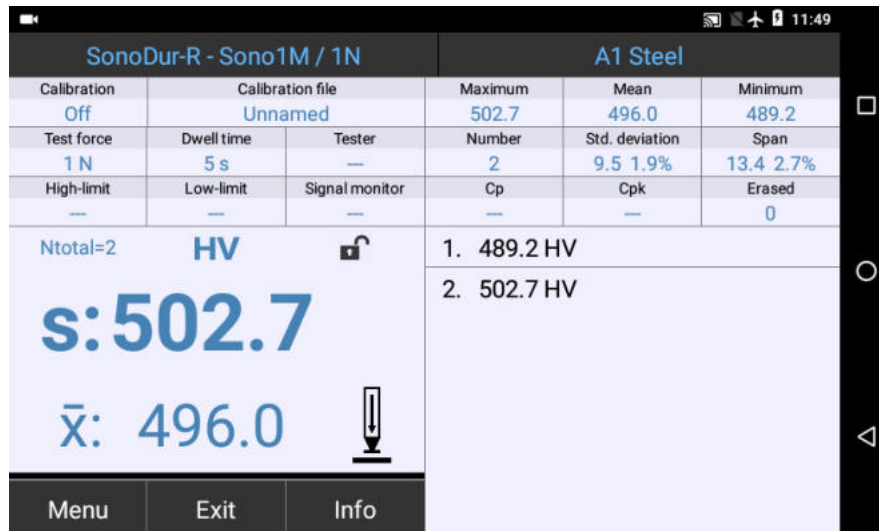 11:49
SonoDur-R - Sono1M / 1N
A1 Steel
Calibration Calibration file Maximum Mean Minimum
Off Unnamed 502.7 496.0 489.2
Test force Dwell time Tester Number Std. deviation Span
1 N 5 s --- 2 9.5 1.9% 13.4 2.7%
High-limit Low-limit Signal monitor Cp Cpk Erased
--- --- --- --- --- 0
Ntotal=2 HV
s: 502.7
x̄: 496.0
1. 489.2 HV
2. 502.7 HV
Menu Exit Info